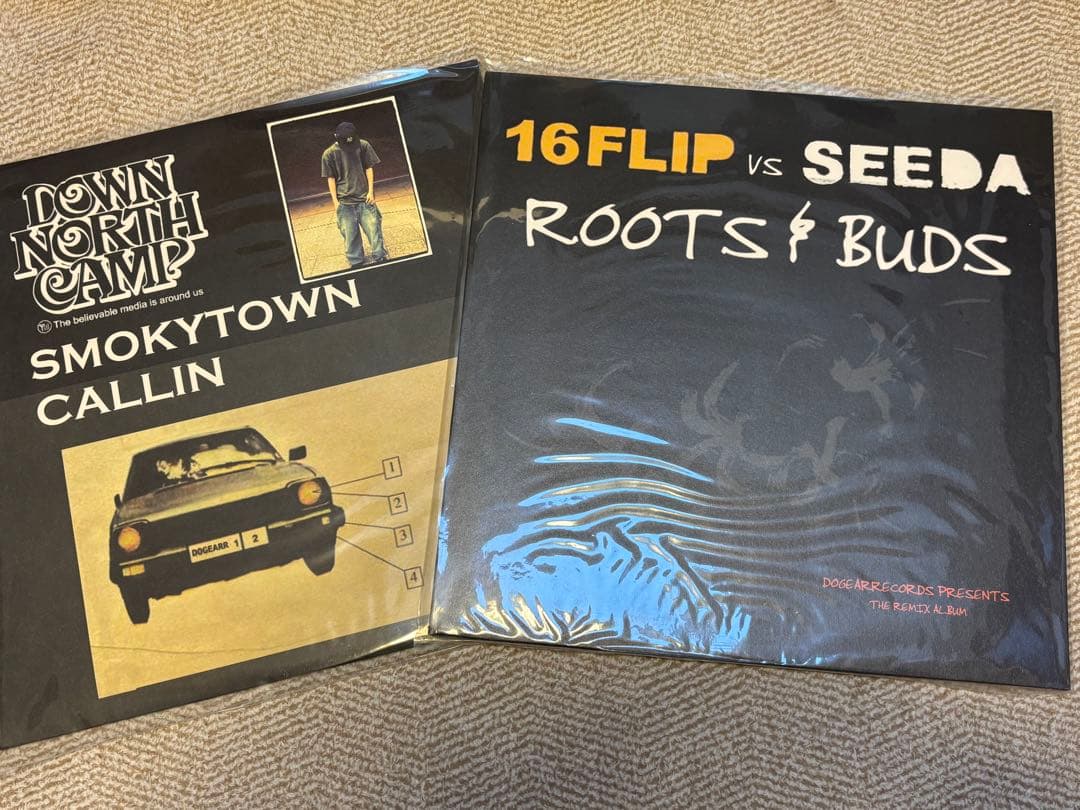 DOWN
NORTH
CAMP
The believable media is around us
SMOKYTOWN
CALLIN
1
2
3
4
DOGEARR 1 2
16FLIP VS SEEDA
ROOTS & BUDS
DOGEARRECORDS PRESENTS
THE REMIX ALBUM